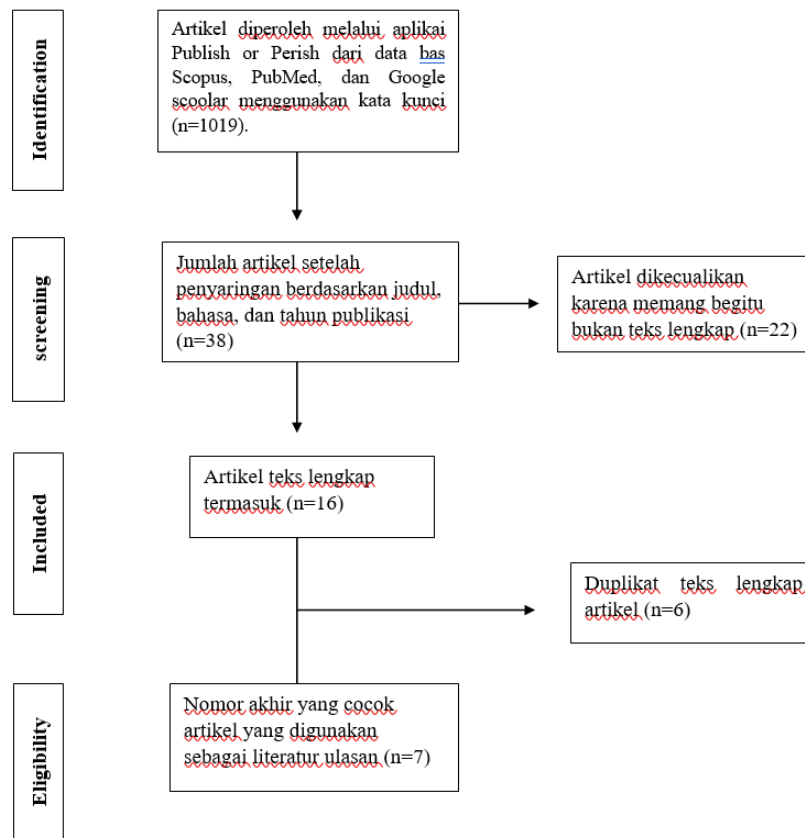 Identification
Artikel diperoleh melalui aplikai
Publish or Perish dari data bas
Scopus, PubMed, dan Google
scoolar menggunakan kata kunci
(n=1019).
screening
Jumlah artikel setelah
penyaringan berdasarkan judul,
bahasa, dan tahun publikasi
(n=38)
Artikel dikecualikan
karena memang begitu
bukan teks lengkap (n=22)
Included
Artikel teks lengkap
termasuk (n=16)
Duplikat teks lengkap
artikel (n=6)
Eligibility
Nomor akhir yang cocok
artikel yang digunakan
sebagai literatur ulasan (n=7)